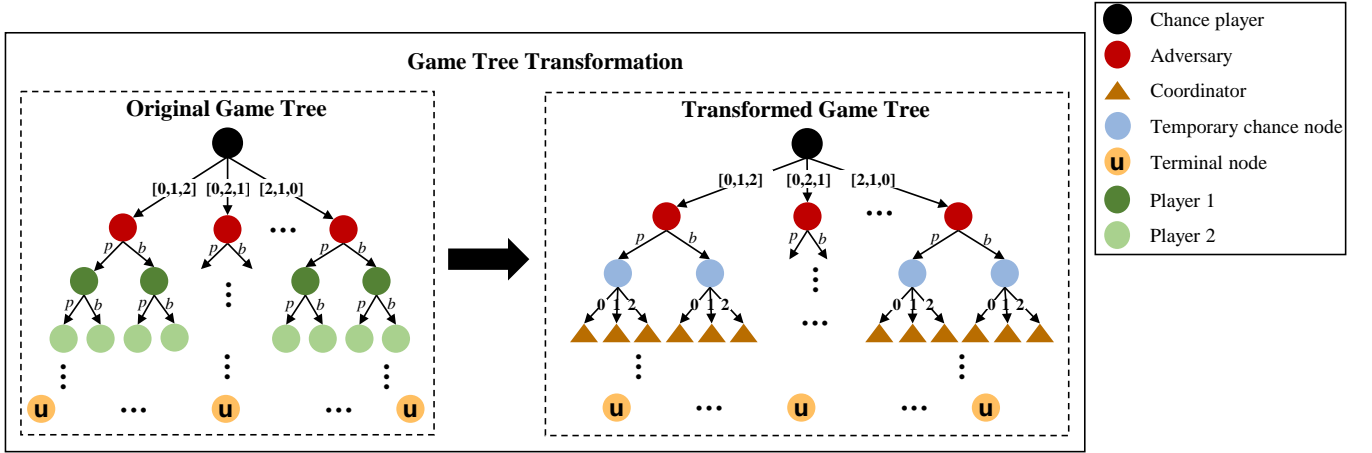 Game Tree Transformation
Original Game Tree
[0,1,2] [0,2,1] [2,1,0]
...
p b p b p b
p b p b p b p b
u ... u ... u
Transformed Game Tree
[0,1,2] [0,2,1] [2,1,0]
...
p b p b p b
0 1 2 0 1 2 0 1 2 0 1 2
...
u ... u ... u
Chance player
Adversary
Coordinator
Temporary chance node
u Terminal node
Player 1
Player 2